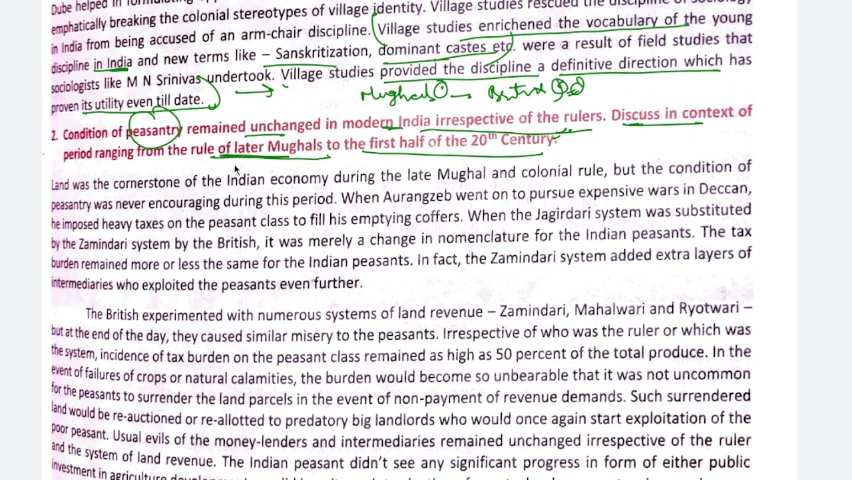 Dube helped in
emphatically breaking the colonial stereotypes of village identity. Village studies rescued the discipline
in India from being accused of an arm-chair discipline. Village studies enriched the vocabulary of the young
discipline in India and new terms like – Sanskritization, dominant castes etc. were a result of field studies that
sociologists like M N Srinivas undertook. Village studies provided the discipline a definitive direction which has
proven its utility even till date.
Mughals → British
2. Condition of peasantry remained unchanged in modern India irrespective of the rulers. Discuss in context of
period ranging from the rule of later Mughals to the first half of the 20th Century.
Land was the cornerstone of the Indian economy during the late Mughal and colonial rule, but the condition of
peasantry was never encouraging during this period. When Aurangzeb went on to pursue expensive wars in Deccan,
he imposed heavy taxes on the peasant class to fill his emptying coffers. When the Jagirdari system was substituted
by the Zamindari system by the British, it was merely a change in nomenclature for the Indian peasants. The tax
burden remained more or less the same for the Indian peasants. In fact, the Zamindari system added extra layers of
intermediaries who exploited the peasants even further.
The British experimented with numerous systems of land revenue – Zamindari, Mahalwari and Ryotwari –
but at the end of the day, they caused similar misery to the peasants. Irrespective of who was the ruler or which was
the system, incidence of tax burden on the peasant class remained as high as 50 percent of the total produce. In the
event of failures of crops or natural calamities, the burden would become so unbearable that it was not uncommon
for the peasants to surrender the land parcels in the event of non-payment of revenue demands. Such surrendered
land would be re-auctioned or re-allotted to predatory big landlords who would once again start exploitation of the
poor peasant. Usual evils of the money-lenders and intermediaries remained unchanged irrespective of the ruler
and the system of land revenue. The Indian peasant didn't see any significant progress in form of either public
investment in agriculture